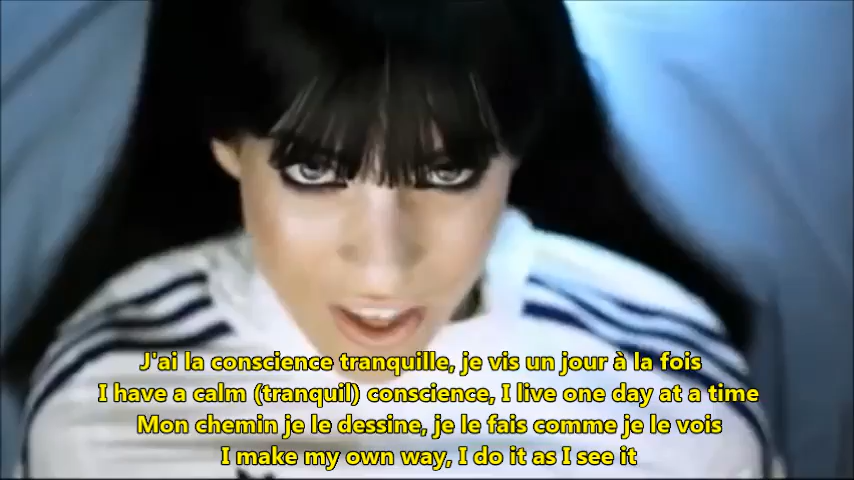 J'ai la conscience tranquille, je vis un jour à la fois
I have a calm (tranquil) conscience, I live one day at a time
Mon chemin je le dessine, je le fais comme je le vois
I make my own way, I do it as I see it